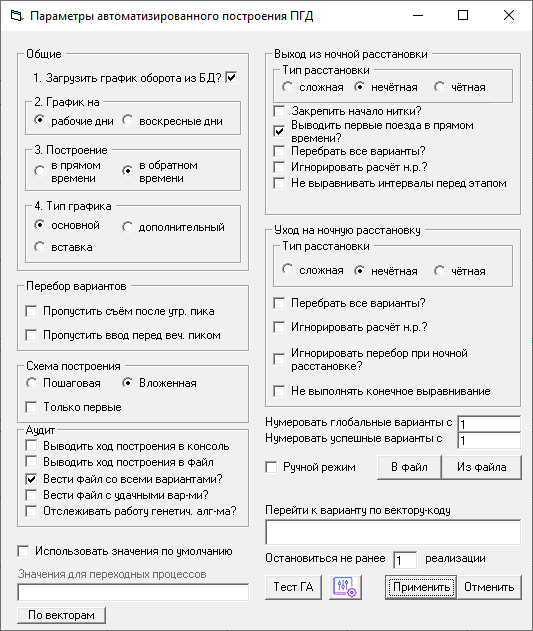 Параметры автоматизированного построения ПГД
Общие
1. Загрузить график оборота из БД?
2. График на
рабочие дни
воскресные дни
3. Построение
в прямом
времени
в обратном
времени
4. Тип графика
основной
дополнительный
вставка
Перебор вариантов
Пропустить съём после утр. пика
Пропустить ввод перед веч. пиком
Схема построения
Пошаговая
Вложенная
Только первые
Аудит
Выводить ход построения в консоль
Выводить ход построения в файл
Вести файл со всеми вариантами?
Вести файл с удачными вар-ми?
Отслеживать работу генетич. алг-ма?
Использовать значения по умолчанию
Значения для переходных процессов
По векторам
Выход из ночной расстановки
Тип расстановки
сложная
нечётная
чётная
Закрепить начало нитки?
Выводить первые поезда в прямом
времени?
Перебрать все варианты?
Игнорировать расчёт н.р.?
Не выравнивать интервалы перед этапом
Уход на ночную расстановку
Тип расстановки
сложная
нечётная
чётная
Перебрать все варианты?
Игнорировать расчёт н.р.?
Игнорировать перебор при ночной
расстановке?
Не выполнять конечное выравнивание
Нумеровать глобальные варианты с 1
Нумеровать успешные варианты с 1
Ручной режим
В файл
Из файла
Перейти к варианту по вектору-коду
Остановиться не ранее 1 реализации
Тест ГА
Применить
Отменить